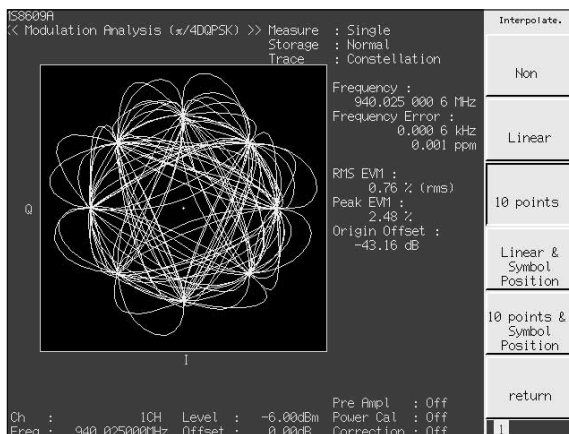 MS8609A
<< Modulation Analysis (π/4DQPSK) >> Measure : Single
Storage : Normal
Trace : Constellation
Frequency :
940.025 000 6 MHz
Frequency Error :
0.000 6 kHz
0.001 ppm
RMS EVM :
0.76 % (rms)
Peak EVM :
2.48 %
Origin Offset :
-43.16 dB
Q
I
Pre Ampl : Off
Ch : 1CH Level : -6.00dBm Power Cal : Off
Freq : 940.025000MHz Offset : 0.00dB Correction : Off
Interpolate.
Non
Linear
10 points
Linear &
Symbol
Position
10 points &
Symbol
Position
return
1